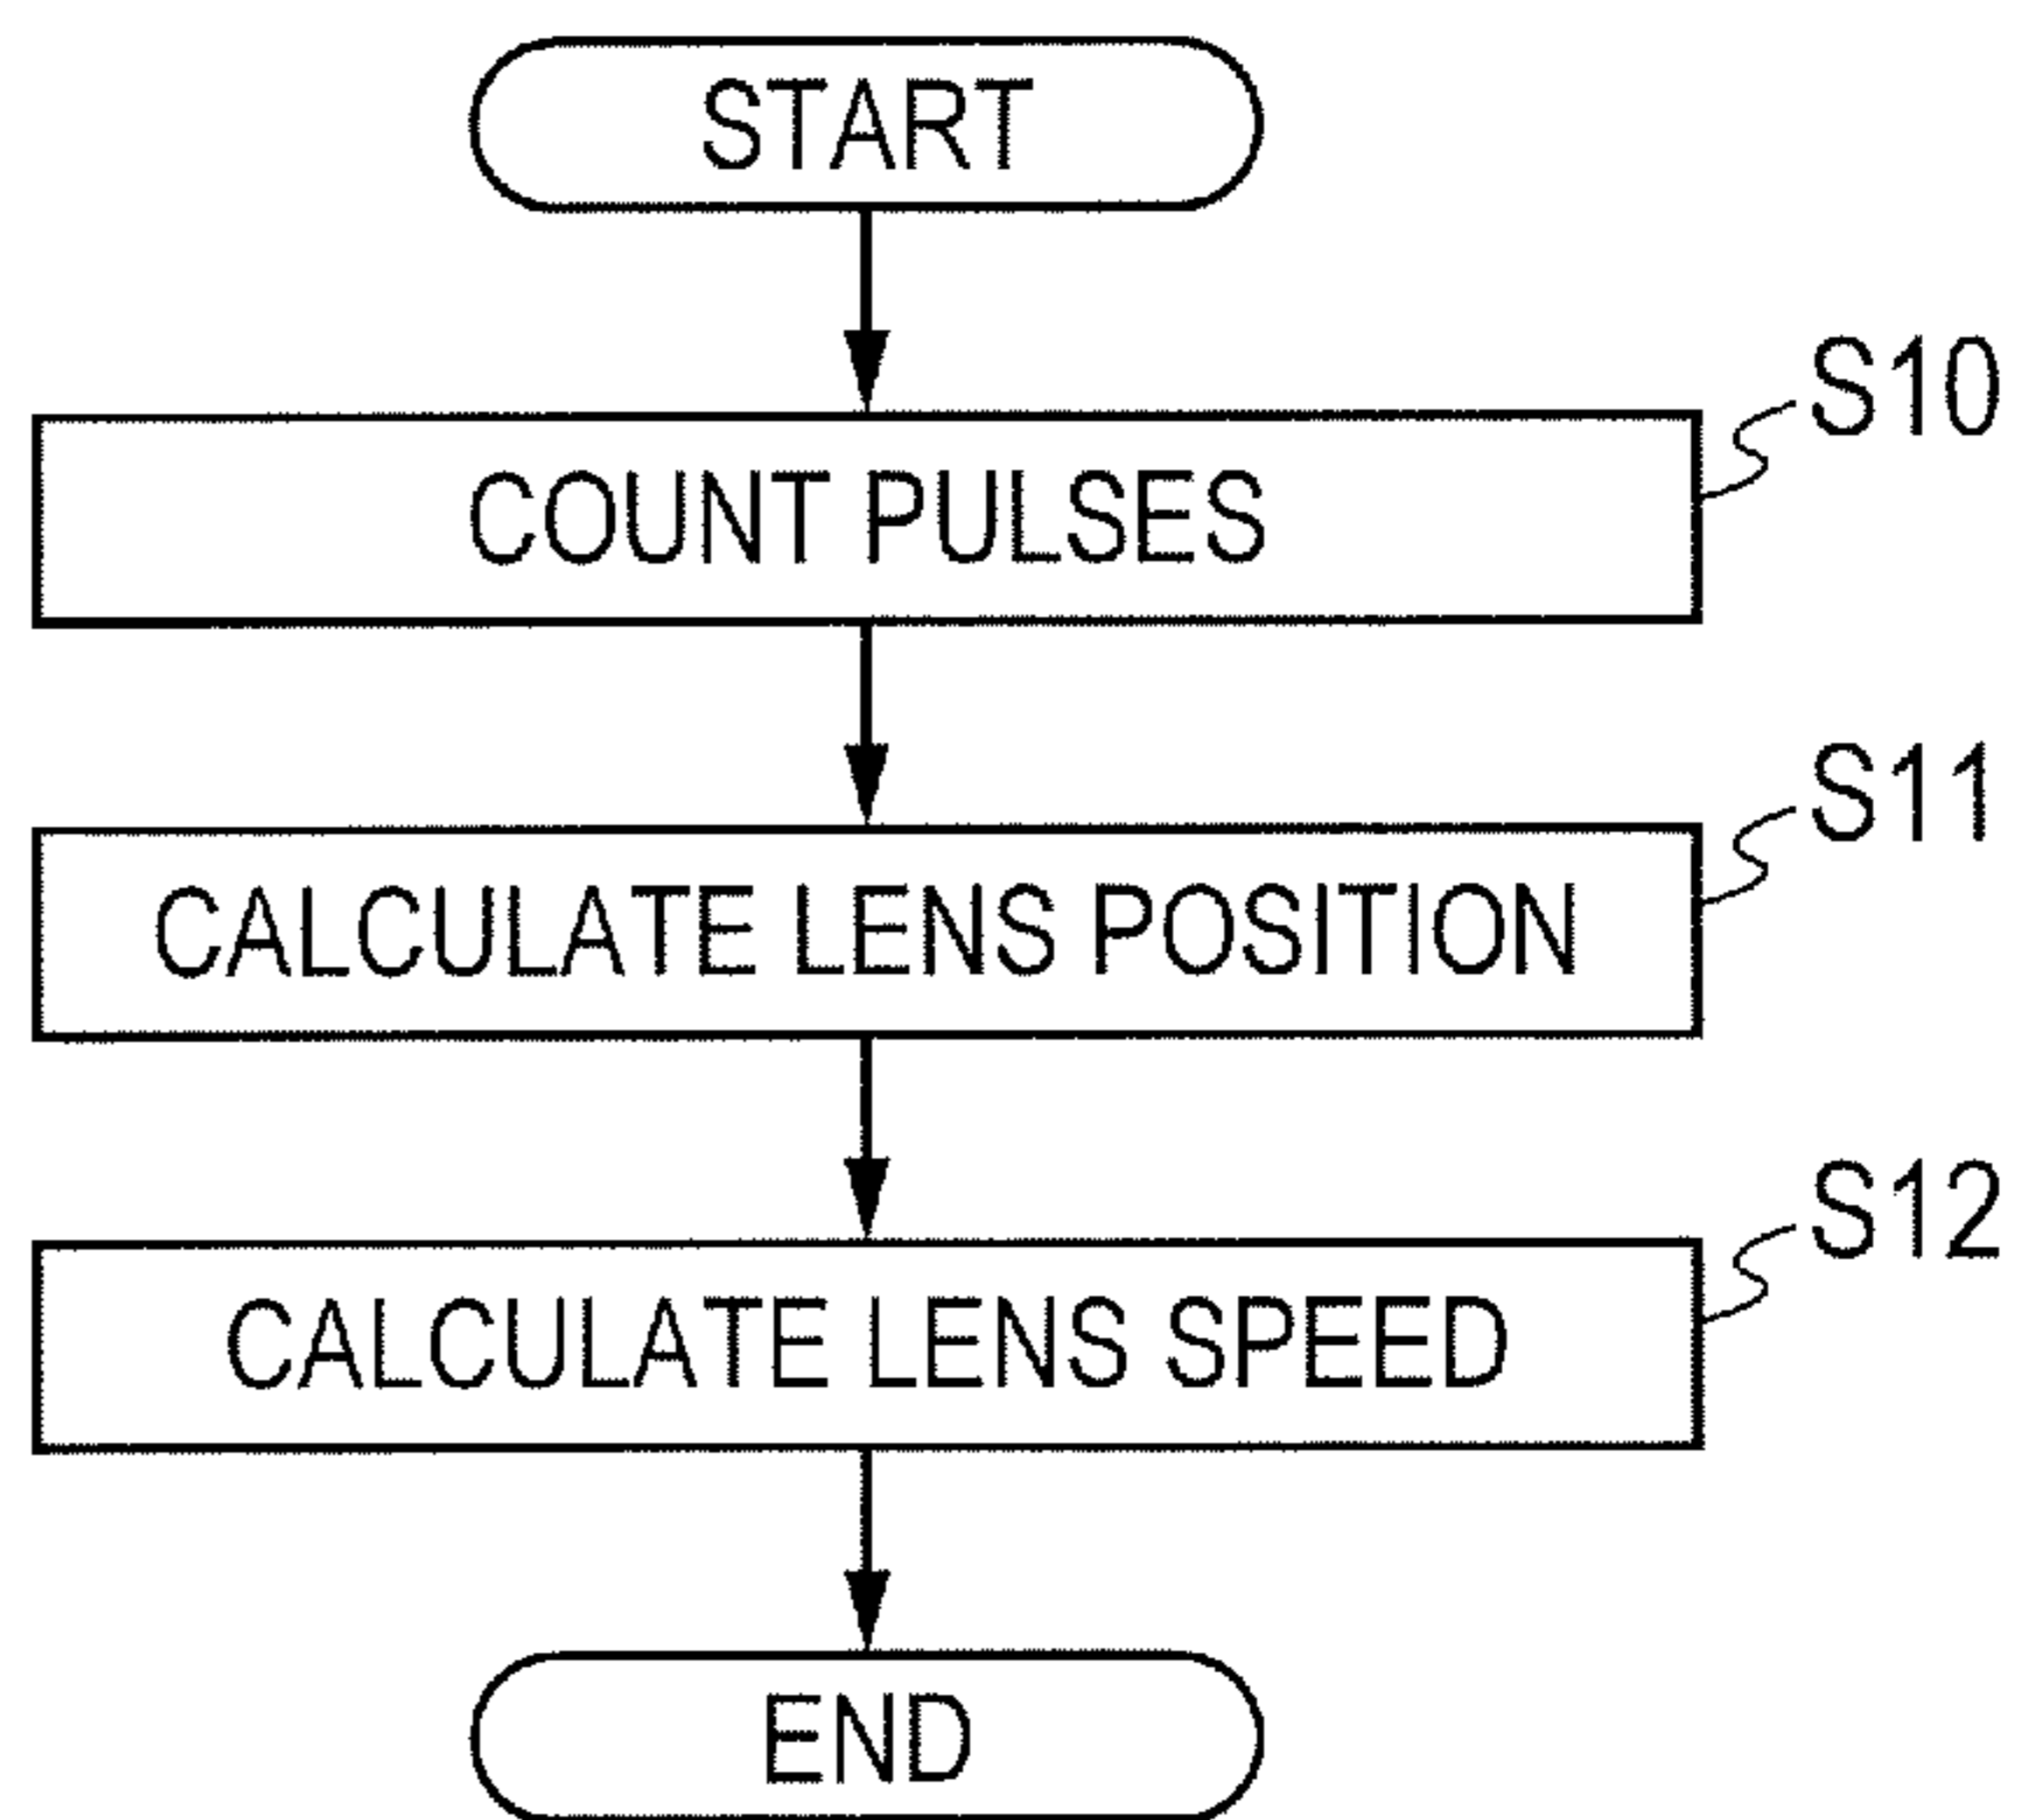 START
S10
COUNT PULSES
S11
CALCULATE LENS POSITION
S12
CALCULATE LENS SPEED
END